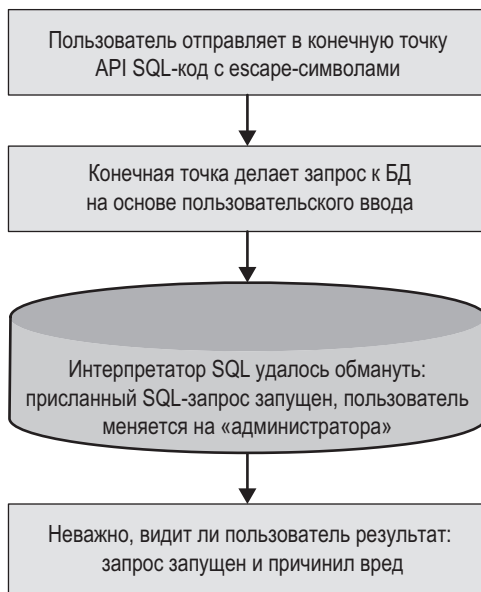 Пользователь отправляет в конечную точку
API SQL-код с escape-символами
Конечная точка делает запрос к БД
на основе пользовательского ввода
Интерпретатор SQL удалось обмануть:
присланный SQL-запрос запущен, пользователь
меняется на «администратора»
Неважно, видит ли пользователь результат:
запрос запущен и причинил вред